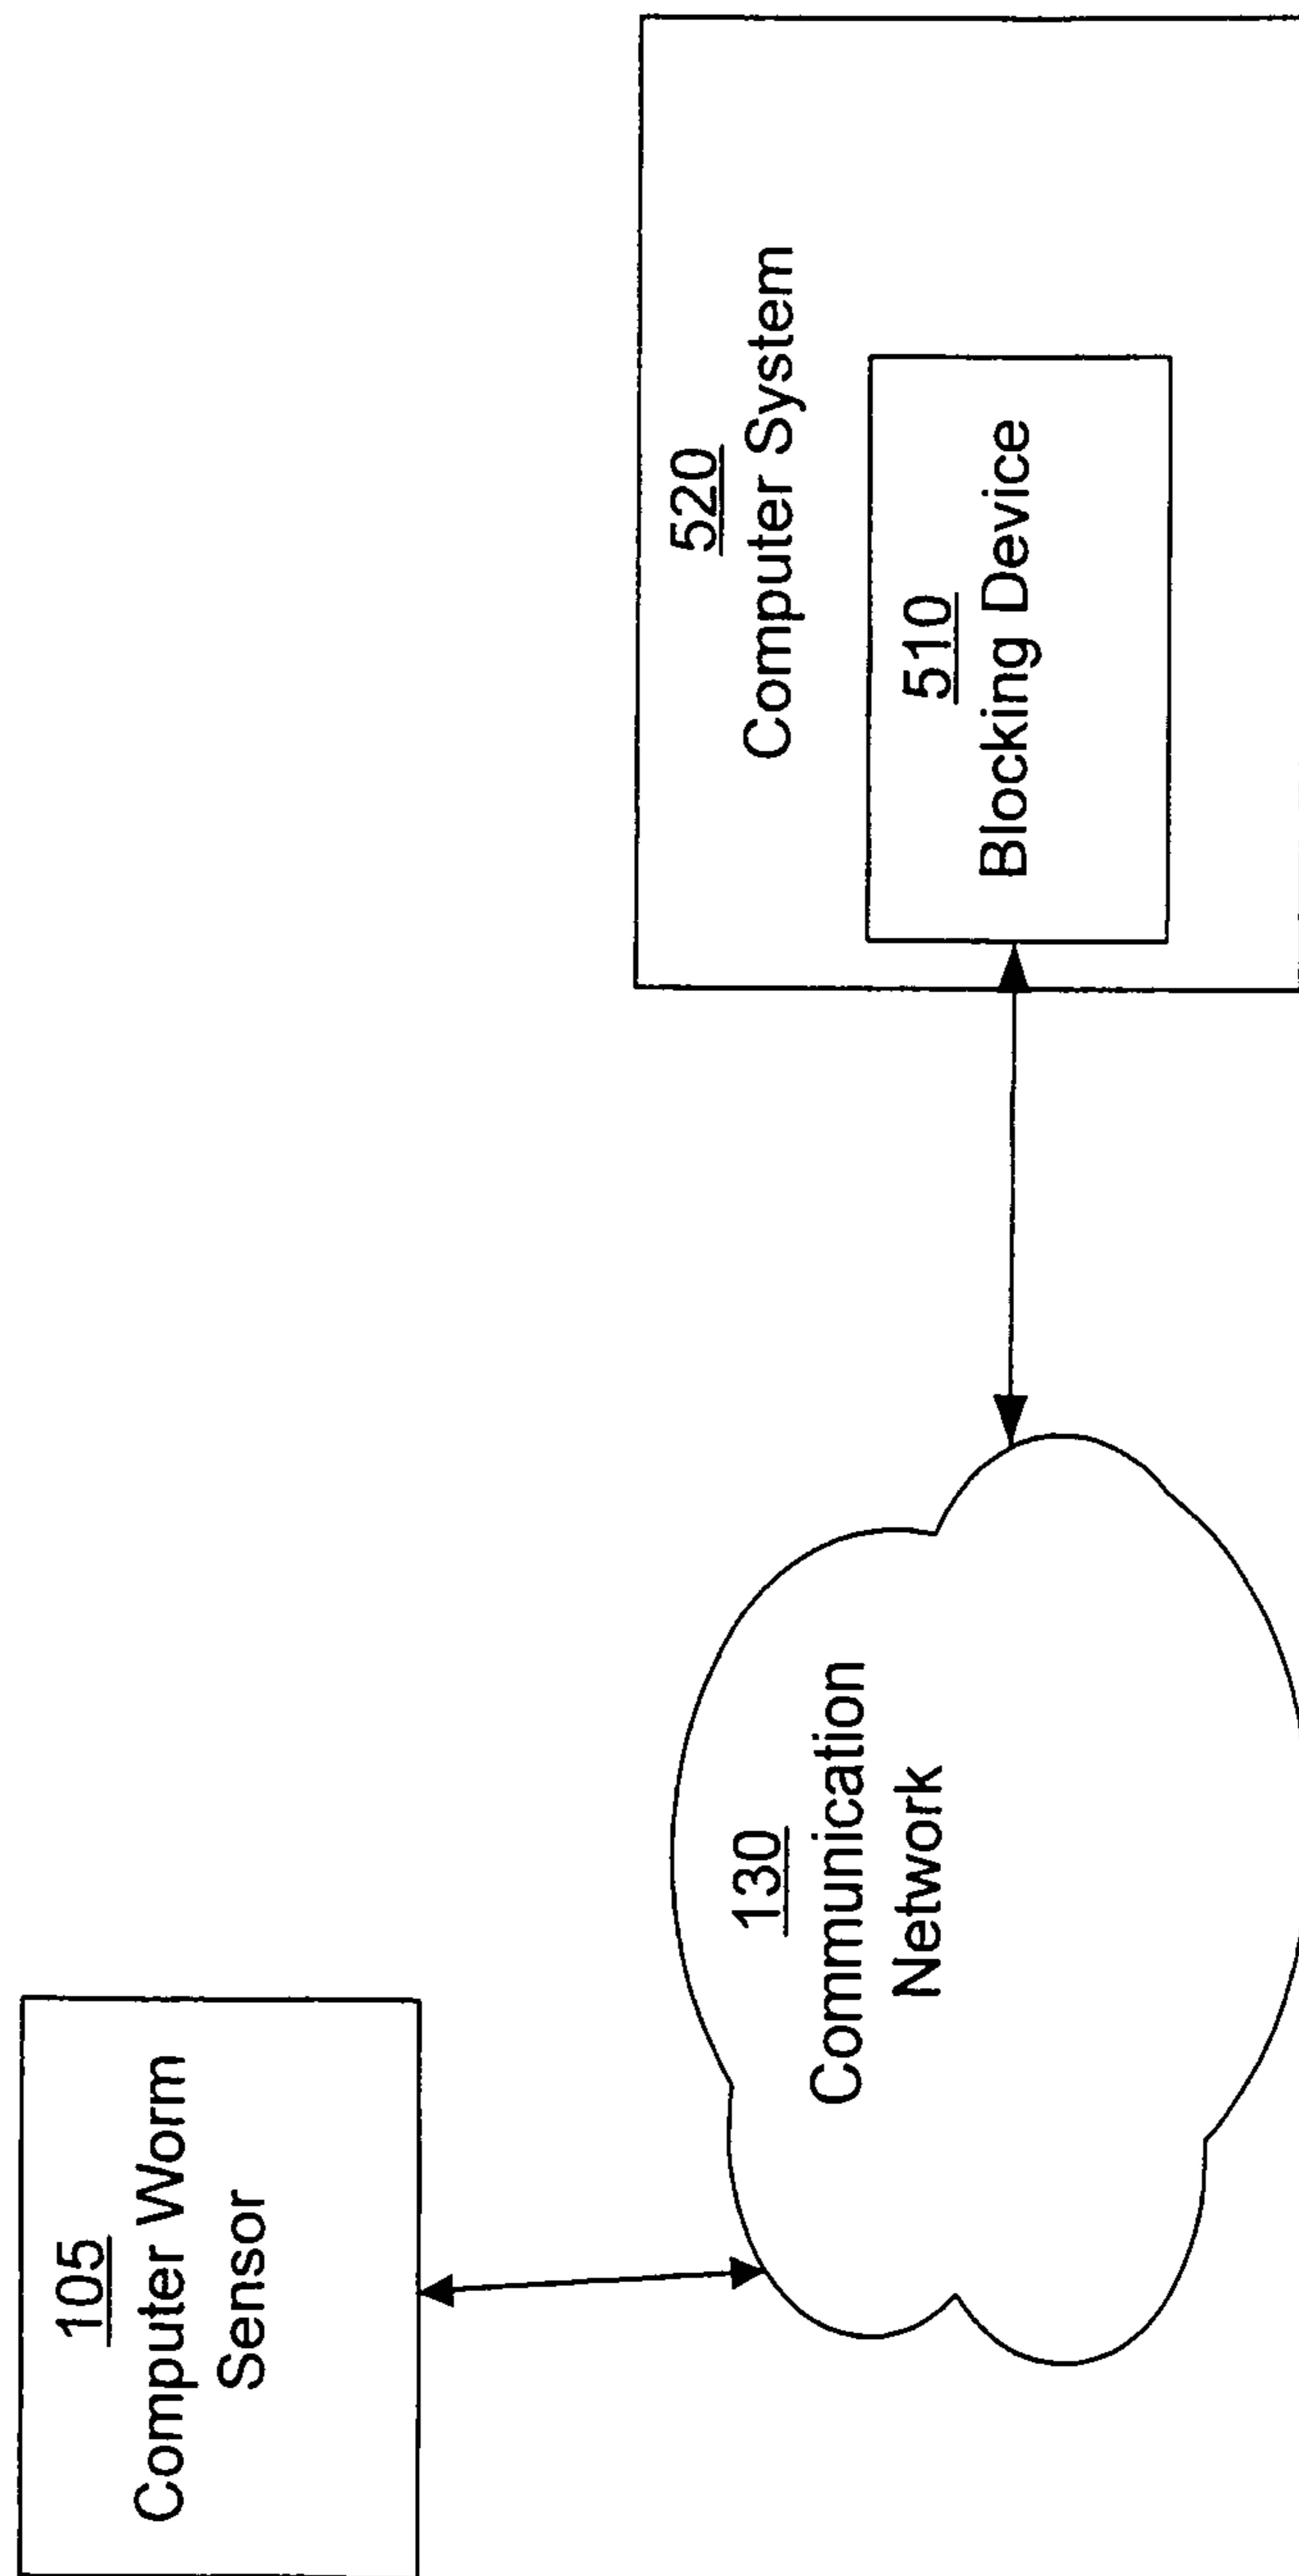 105
Computer Worm
Sensor
130
Communication
Network
520
Computer System
510
Blocking Device